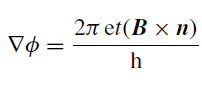 ∇ϕ = 2π et(B × n) / h